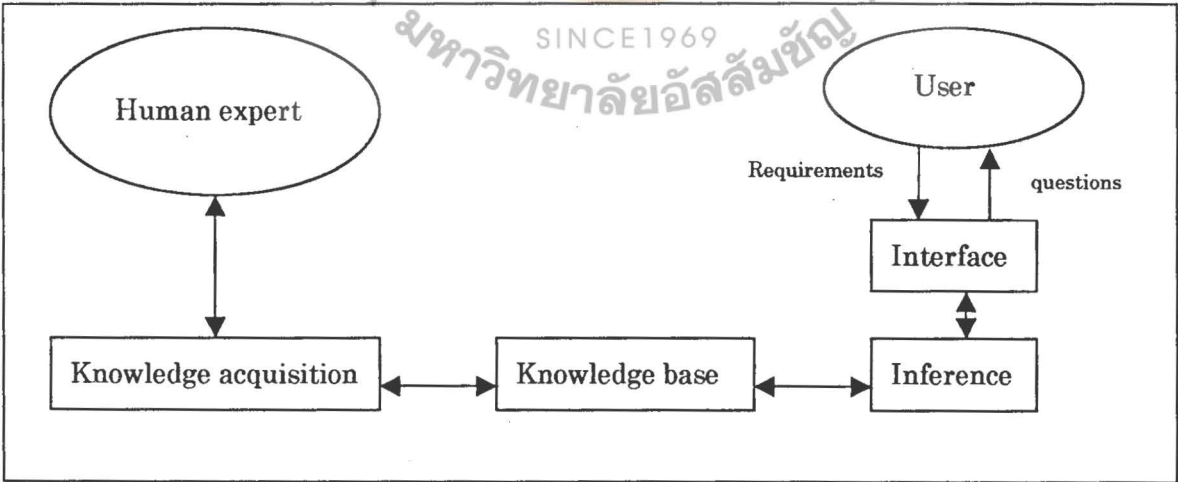 SINCE1969
มหาวิทยาลัยอัสสัมชัญ
Human expert
User
Requirements
questions
Interface
Knowledge acquisition
Knowledge base
Inference